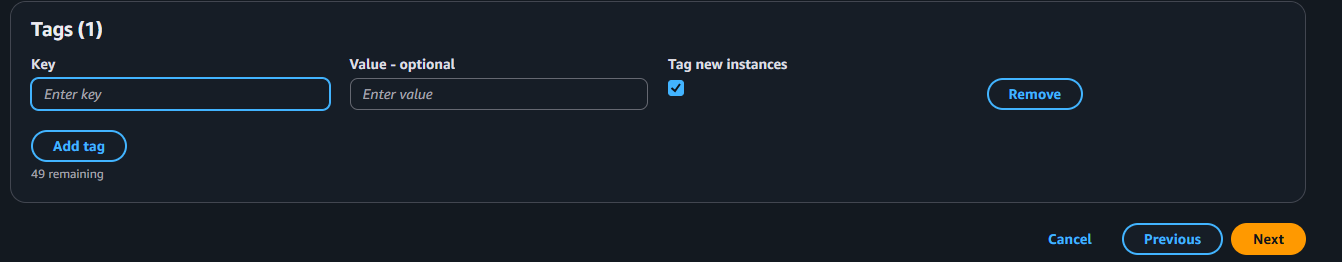 Tags (1)
Key
Value - optional
Tag new instances
Enter key
Enter value
Remove
Add tag
49 remaining
Cancel
Previous
Next